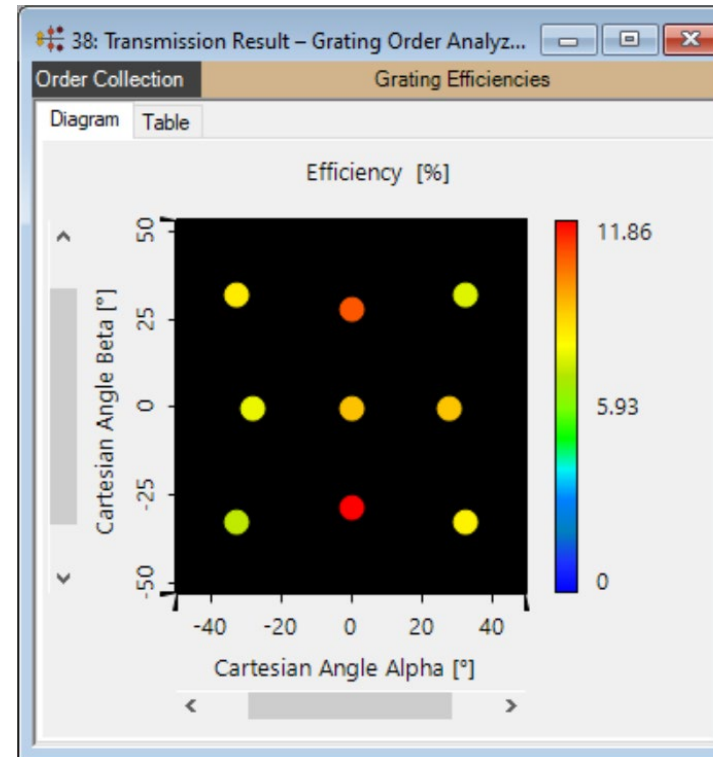 38: Transmission Result – Grating Order Analyz...
Order Collection
Grating Efficiencies
Diagram
Table
Efficiency [%]
50
25
0
-25
-50
Cartesian Angle Beta [°]
11.86
5.93
0
-40 -20 0 20 40
Cartesian Angle Alpha [°]